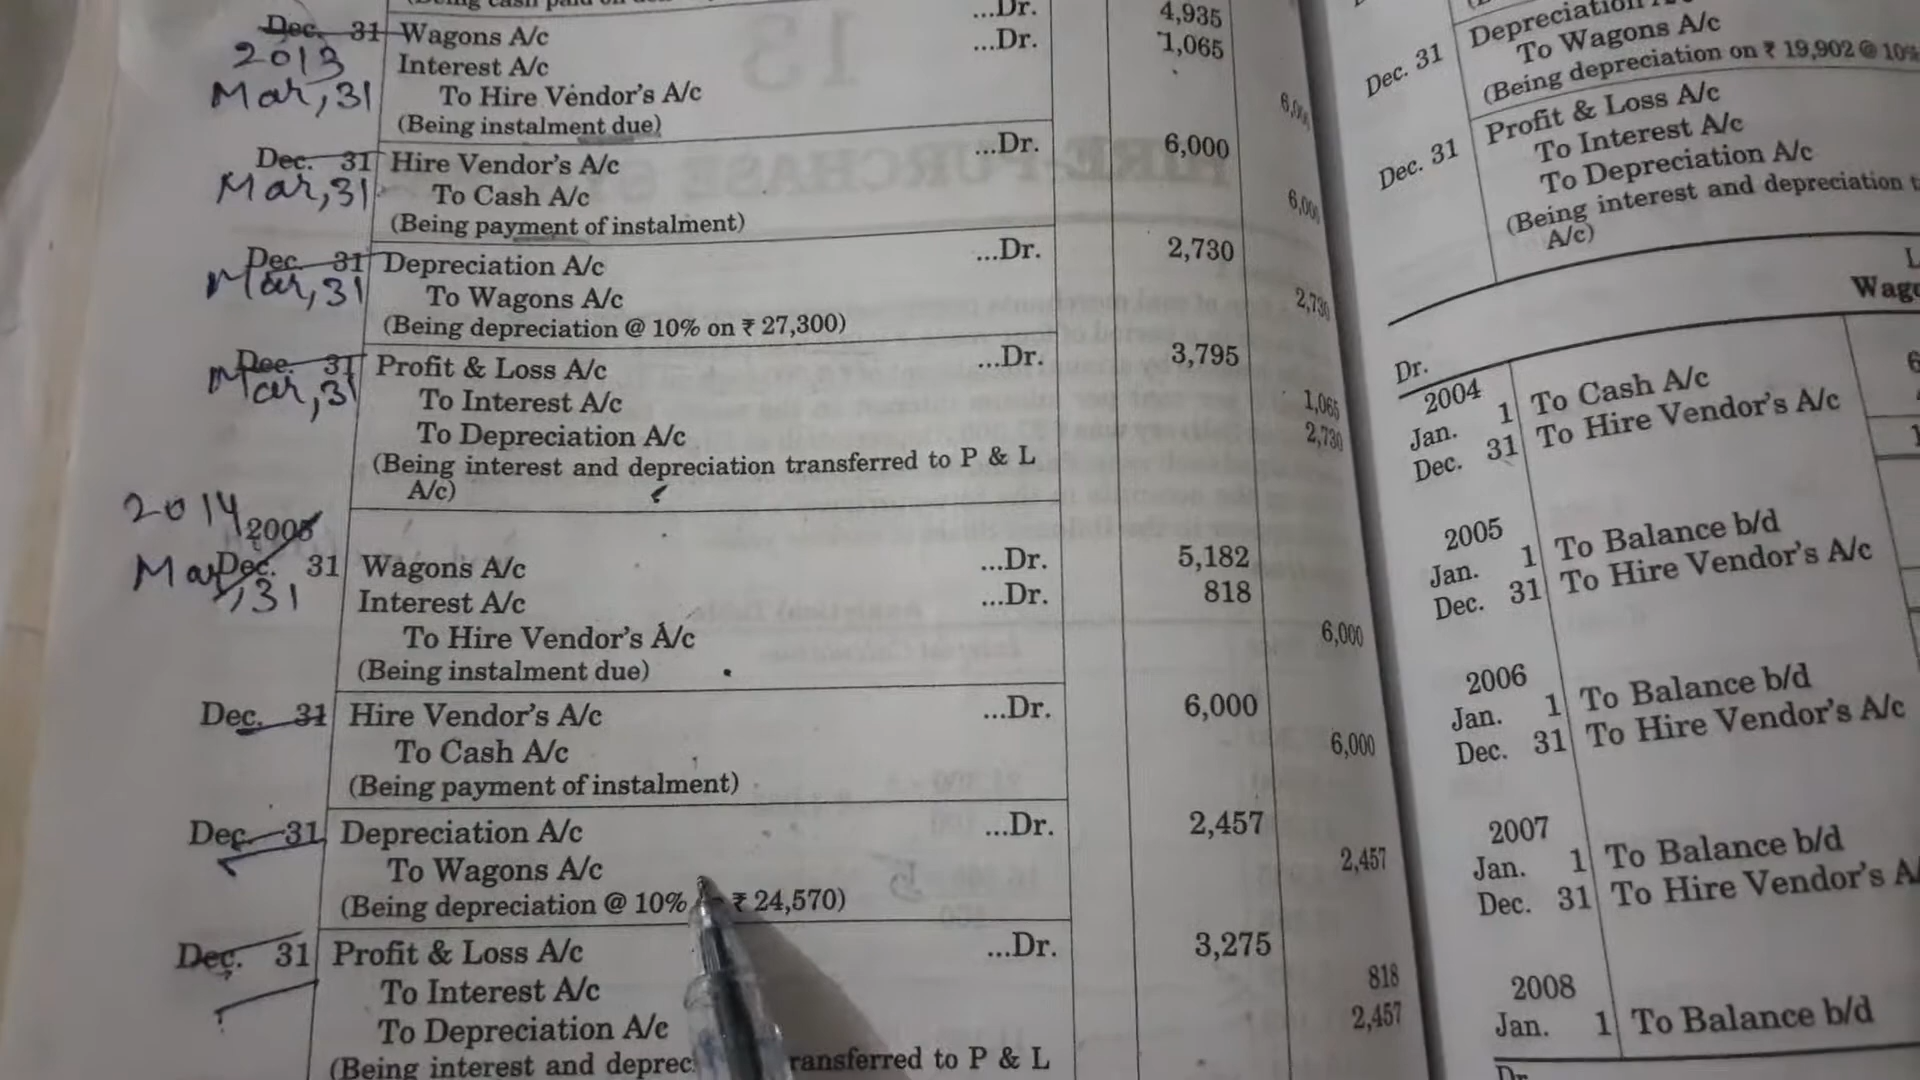 ...Dr.
4,935
Dec. 31 Wagons A/c ...Dr. 1,065
2013 Interest A/c
Mar, 31 To Hire Vendor's A/c
(Being instalment due)
Dec. 31 Hire Vendor's A/c ...Dr. 6,000
Mar, 31 To Cash A/c 6,000
(Being payment of instalment)
Dec. 31 Depreciation A/c ...Dr. 2,730
Mar, 31 To Wagons A/c 2,730
(Being depreciation @ 10% on ₹ 27,300)
Dec. 31 Profit & Loss A/c ...Dr. 3,795
Mar, 31 To Interest A/c 1,065
To Depreciation A/c 2,730
(Being interest and depreciation transferred to P & L
A/c)
2014
Dec. 31 Wagons A/c ...Dr. 5,182
Mar, 31 Interest A/c ...Dr. 818
To Hire Vendor's A/c 6,000
(Being instalment due)
Dec. 31 Hire Vendor's A/c ...Dr. 6,000
To Cash A/c 6,000
(Being payment of instalment)
Dec. 31 Depreciation A/c ...Dr. 2,457
To Wagons A/c 2,457
(Being depreciation @ 10% ₹ 24,570)
Dec. 31 Profit & Loss A/c ...Dr. 3,275
To Interest A/c 818
To Depreciation A/c 2,457
(Being interest and ransferred to P & L
Depreciation
Dec. 31 To Wagons A/c
(Being depreciation on ₹ 19,902 @ 10%
Dec. 31 Profit & Loss A/c
To Interest A/c
To Depreciation A/c
(Being interest and depreciation t
A/c)
Dr.
2004
Jan. 1 To Cash A/c
Dec. 31 To Hire Vendor's A/c
2005
Jan. 1 To Balance b/d
Dec. 31 To Hire Vendor's A/c
2006
Jan. 1 To Balance b/d
Dec. 31 To Hire Vendor's A/c
2007
Jan. 1 To Balance b/d
Dec. 31 To Hire Vendor's A/
2008
Jan. 1 To Balance b/d
Dr.